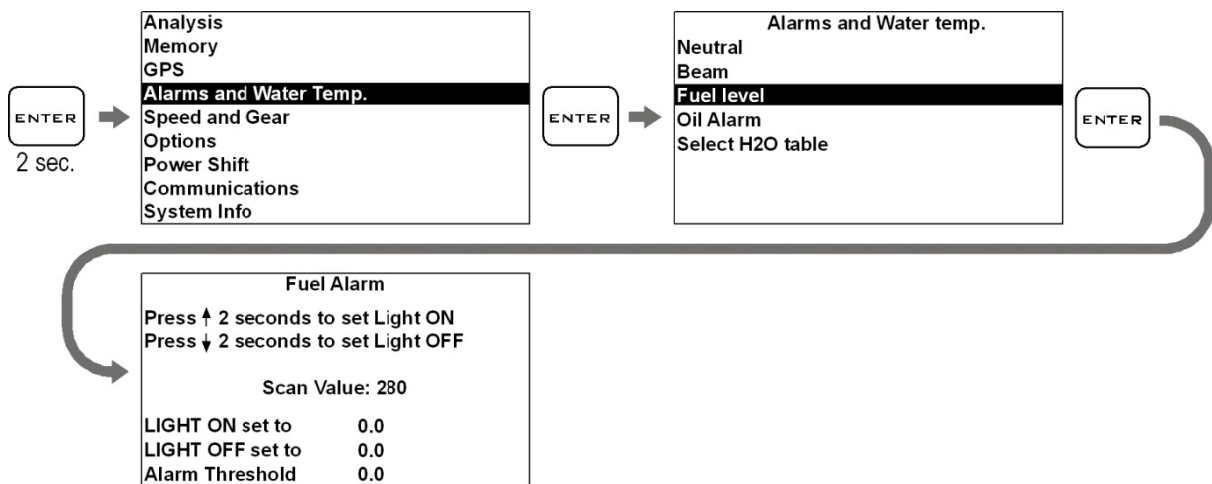 ENTER
2 sec.
Analysis
Memory
GPS
Alarms and Water Temp.
Speed and Gear
Options
Power Shift
Communications
System Info
ENTER
Alarms and Water temp.
Neutral
Beam
Fuel level
Oil Alarm
Select H2O table
ENTER
Fuel Alarm
Press ↑ 2 seconds to set Light ON
Press ↓ 2 seconds to set Light OFF
Scan Value: 280
LIGHT ON set to 0.0
LIGHT OFF set to 0.0
Alarm Threshold 0.0